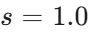 s = 1.0